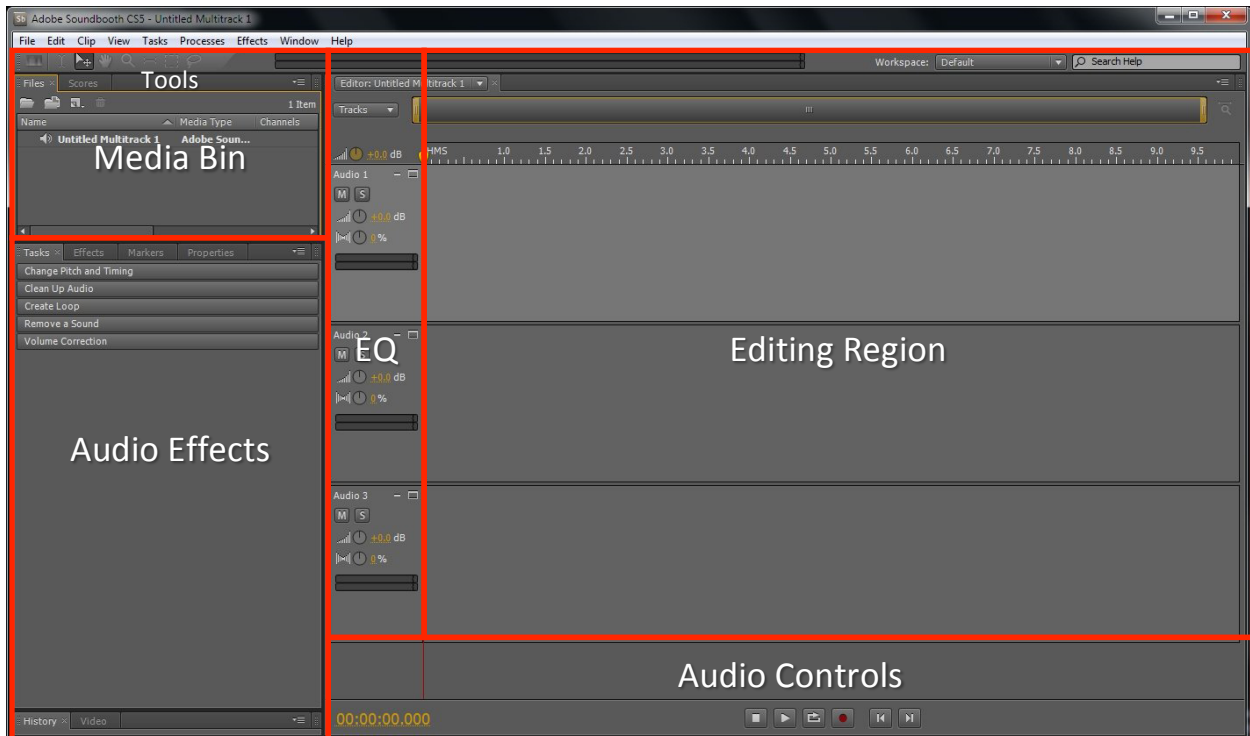 Sb Adobe Soundbooth CS5 - Untitled Multitrack 1
File Edit Clip View Tasks Processes Effects Window Help
Workspace: Default Search Help
Tools
Files × Scores
1 Item
Name Media Type Channels
Untitled Multitrack 1 Adobe Soun...
Media Bin
Tasks × Effects Markers Properties
Change Pitch and Timing
Clean Up Audio
Create Loop
Remove a Sound
Volume Correction
Audio Effects
History × Video
Editor: Untitled Multitrack 1 ×
Tracks
+0.0 dB
HMS 1.0 1.5 2.0 2.5 3.0 3.5 4.0 4.5 5.0 5.5 6.0 6.5 7.0 7.5 8.0 8.5 9.0 9.5
Audio 1
M S
+0.0 dB
0 %
Audio 2
M S
EQ
+0.0 dB
0 %
Editing Region
Audio 3
M S
+0.0 dB
0 %
Audio Controls
00:00:00.000